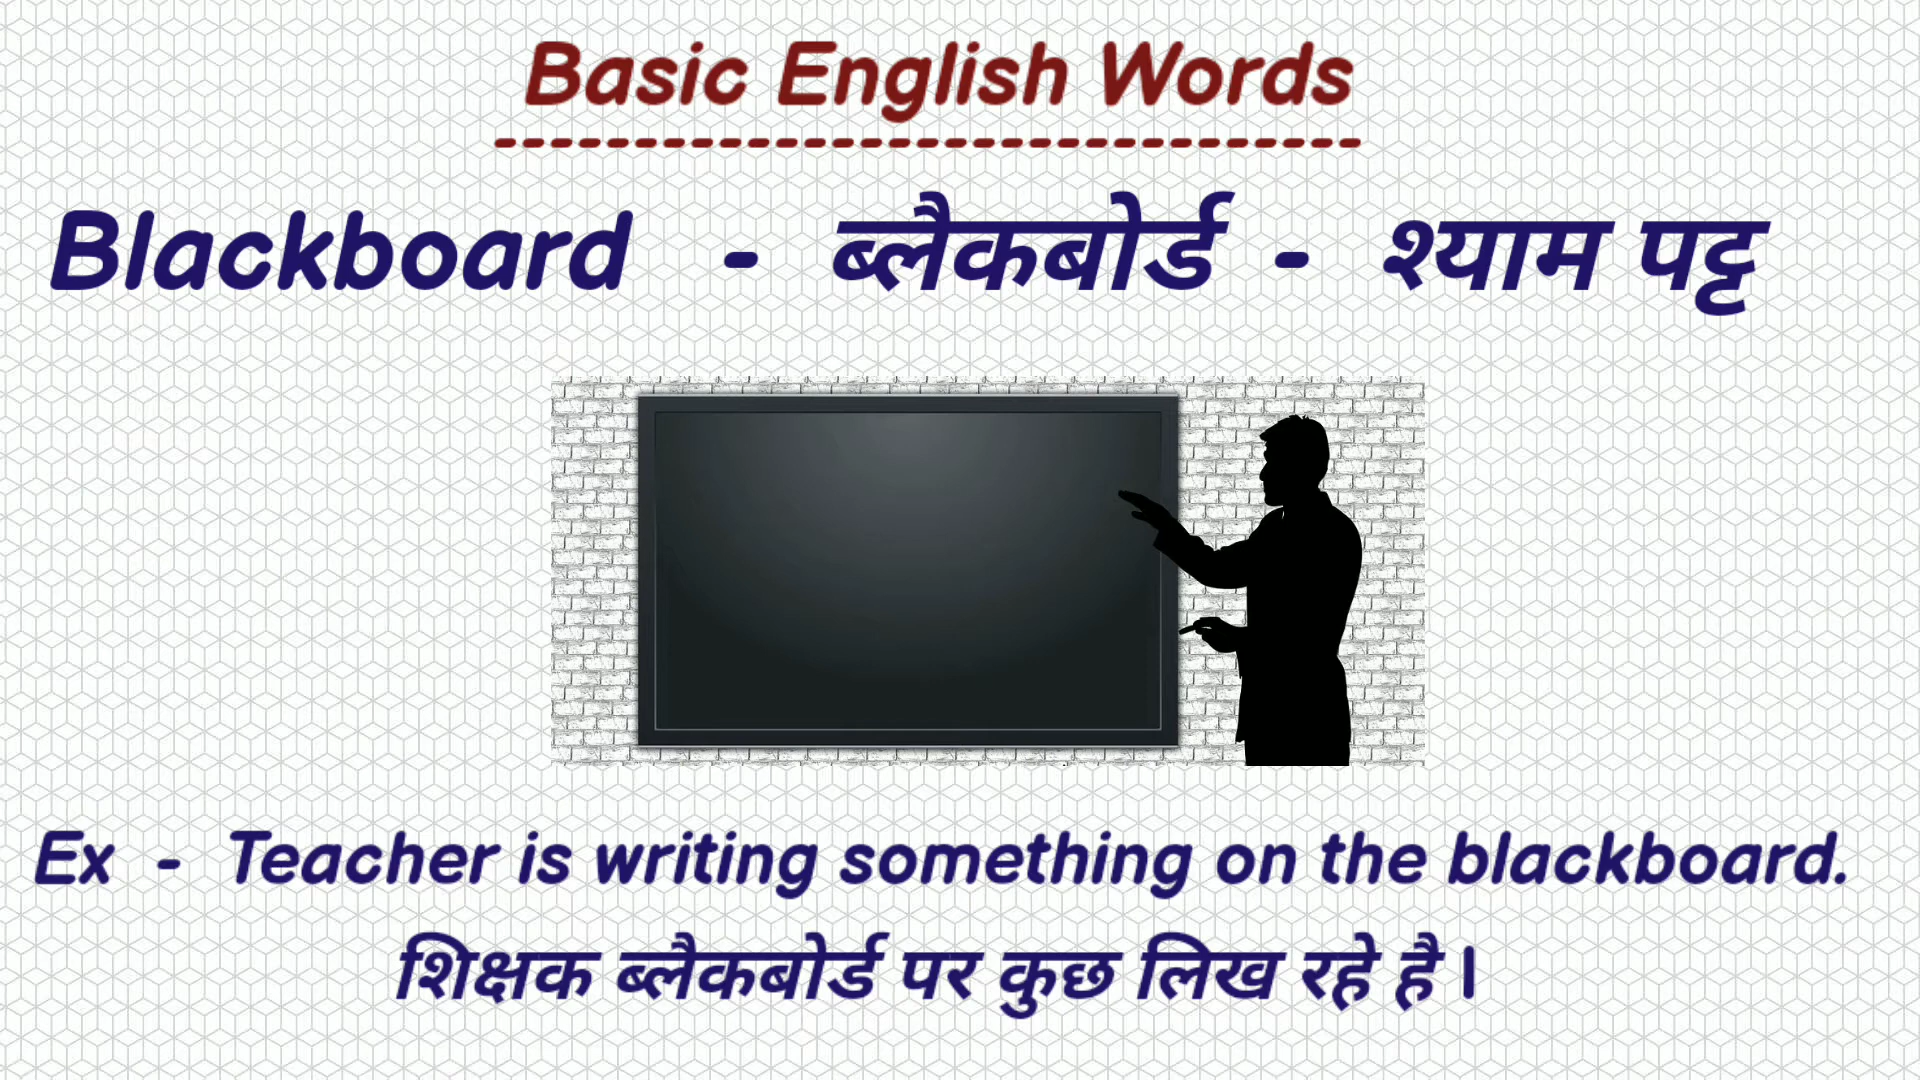 Basic English Words
Blackboard - ब्लैकबोर्ड - श्याम पट्ट
Ex - Teacher is writing something on the blackboard.
शिक्षक ब्लैकबोर्ड पर कुछ लिख रहे है ।